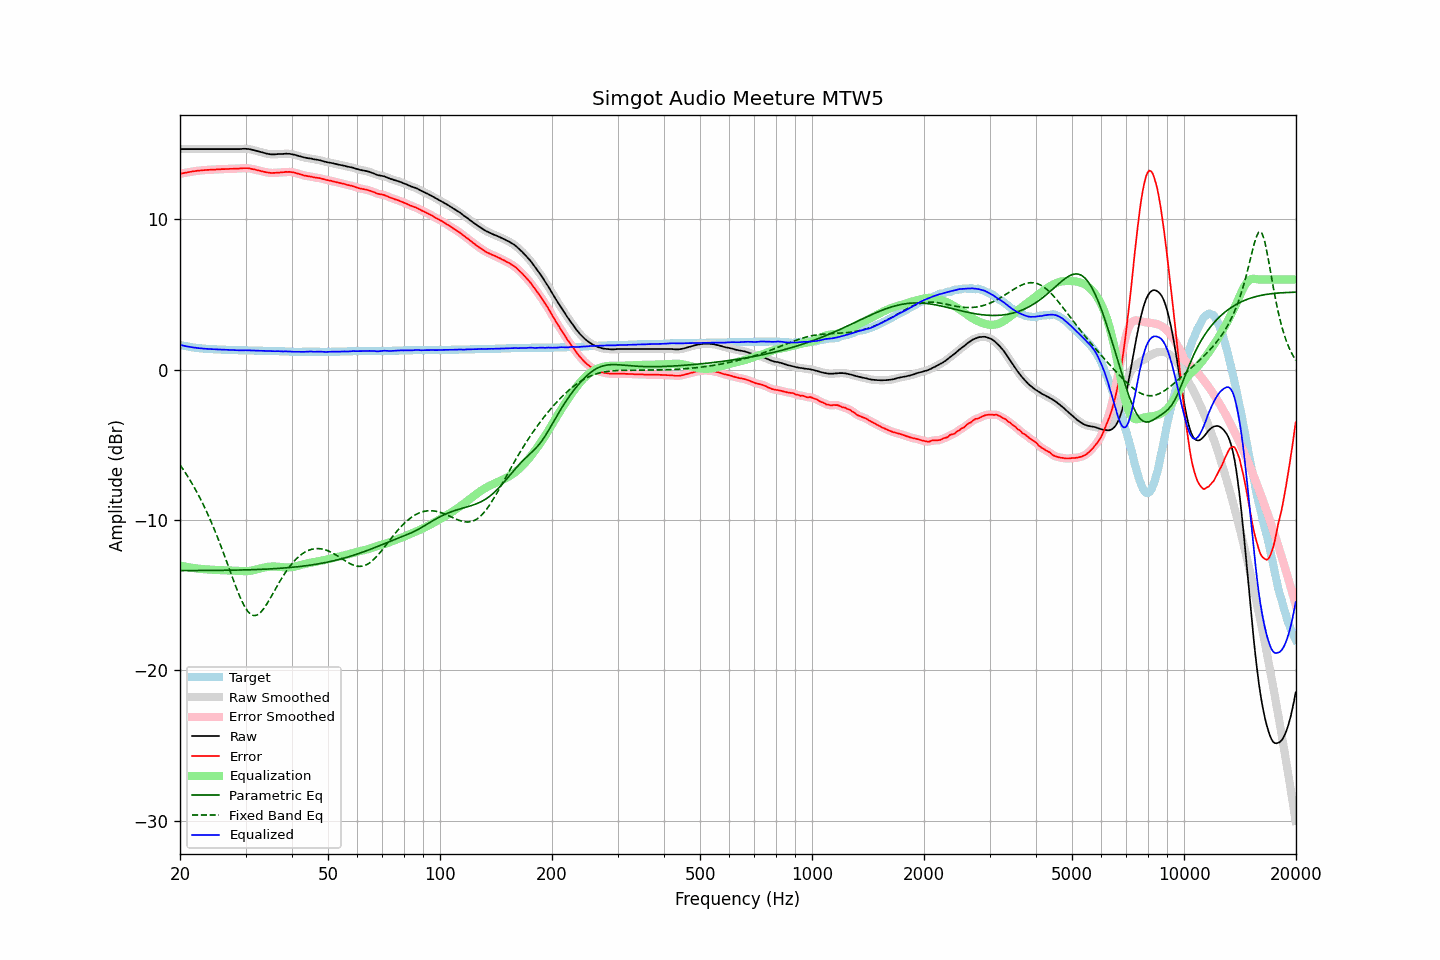 Simgot Audio Meeture MTW5
Amplitude (dBr)
10
0
−10
−20
−30
Target
Raw Smoothed
Error Smoothed
Raw
Error
Equalization
Parametric Eq
Fixed Band Eq
Equalized
20 50 100 200 500 1000 2000 5000 10000 20000
Frequency (Hz)